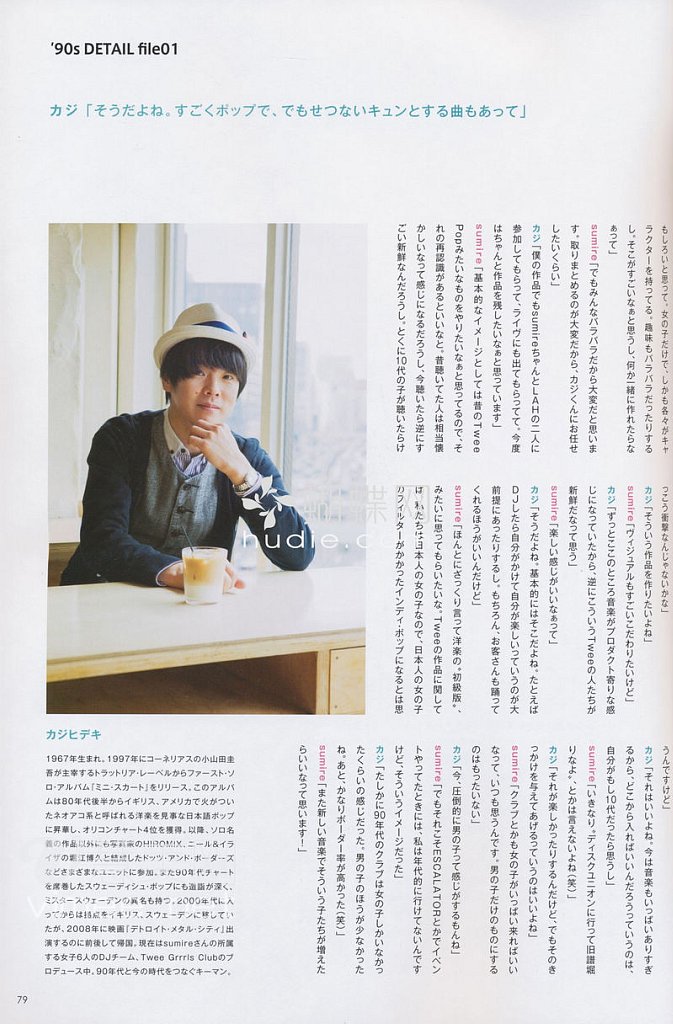 '90s DETAIL file01
カジ「そうだよね。すごくポップで、でもせつないキュンとする曲もあって」
もしろいと思って。女の子だけで、しかも各々がキャ
ラクターを持ってる。趣味もバラバラだったりする
し。そこがすごいなぁと思うし、何か一緒に作れたらな
ぁって」
sumire「でもみんなバラバラだから大変だと思いま
す。取りまとめるのが大変だから、カジくんにお任せ
したいくらい」
カジ「僕の作品でもsumireちゃんとLAHの二人に
参加してもらって、ライヴにも出てもらってて。今度
はちゃんと作品を残したいなぁと思っています」
sumire「基本的なイメージとしては昔のTwee
Popみたいなものをやりたいなぁと思ってるので、そ
れの再認識があるといいなと。昔聴いてた人は相当懐
かしいなって感じになるだろうし、今聴いたら逆にす
ごい新鮮なんだろうし。とくに10代の子が聴いたらけ
っこう衝撃なんじゃないかな」
カジ「そういう作品を作りたいよね」
sumire「ヴィジュアルもすごいこだわりたいけど」
カジ「ずっとここのところ音楽がプロダクト寄りな感
じになっていたから、逆にこういうTweeの人たちが
新鮮だなって思う」
sumire「楽しい感じがいいなぁって」
カジ「そうだよね。基本的にはそこだよね。たとえば
DJしたら自分がかけて自分が楽しいっていうのが大
前提にあったりするし。もちろん、お客さんも踊って
くれるほうがいいんだけど」
sumire「ほんとにざっくり言って洋楽の〝初級版〟、
みたいに思ってもらいたいな。Tweeの作品に関して
は、私たちは日本人の女の子なので、日本人の女の子
のフィルターがかかったインディ・ポップになるとは思
うんですけど」
カジ「それはいいよね。今は音楽もいっぱいありすぎ
るから、どこから入ればいいんだろうっていうのは、
自分がもし10代だったら思うし」
sumire「いきなり〝ディスクユニオンに行って旧譜堀
りなよ〟とかは言えないよね(笑)」
カジ「それが楽しかったりするんだけど、でもそのき
っかけを与えてあげるっていうのはいいよね」
sumire「クラブとかも女の子がいっぱい来ればいい
なって、いつも思うんです。男の子だけのものにする
のはもったいない」
カジ「今、圧倒的に男の子って感じがするもんね」
sumire「でもそれこそESCALATORとかでイベン
トやってたときには、私は年代的に行けてないんです
けど、そういうイメージだった」
カジ「たしかに90年代のクラブは女の子しかいなかっ
たくらいの感じだった。男の子のほうが少なかった
ね。あと、かなりボーダー率が高かった(笑)」
sumire「また新しい音楽でそういう子たちが増えた
らいいなって思います!」
カジヒデキ
1967年生まれ。1997年にコーネリアスの小山田圭
吾が主宰するトラットリア・レーベルからファースト・ソ
ロ・アルバム『ミニ・スカート』をリリース。このアルバ
ムは80年代後半からイギリス、アメリカで火がつい
たネオアコ系と呼ばれる洋楽を見事な日本語ポップ
に昇華し、オリコンチャート4位を獲得。以降、ソロ名
義の作品以外にも写真家のHIROMIX、ニール&イラ
イザの堀江博久と結成したドッツ・アンド・ボーダーズ
などさまざまなユニットに参加。また90年代チャート
を席巻したスウェーディッシュ・ポップにも造詣が深く、
ミスター・スウェーデンの異名も持つ。2005年代に入
ってからは拠点をイギリス、スウェーデンに移してい
たが、2008年に映画『デトロイト・メタル・シティ』出
演するのに前後して帰国。現在はsumireさんの所属
する女子6人のDJチーム、Twee Grrrls Clubのプロ
デュース中。90年代と今の時代をつなぐキーマン。
79
蝶网
hudie.c